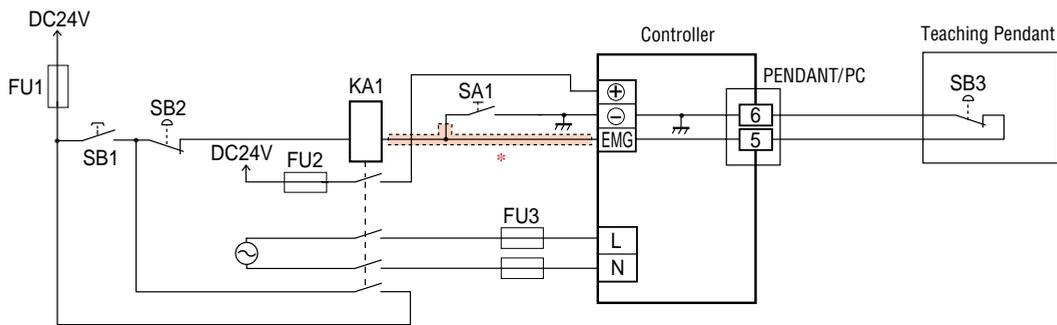 DC24V
Controller
Teaching Pendant
FU1
KA1
SA1
PENDANT/PC
SB3
SB2
⊕
⊖
6
EMG
5
SB1
DC24V
FU2
*
FU3
L
N